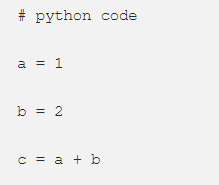 # python code
a = 1
b = 2
c = a + b